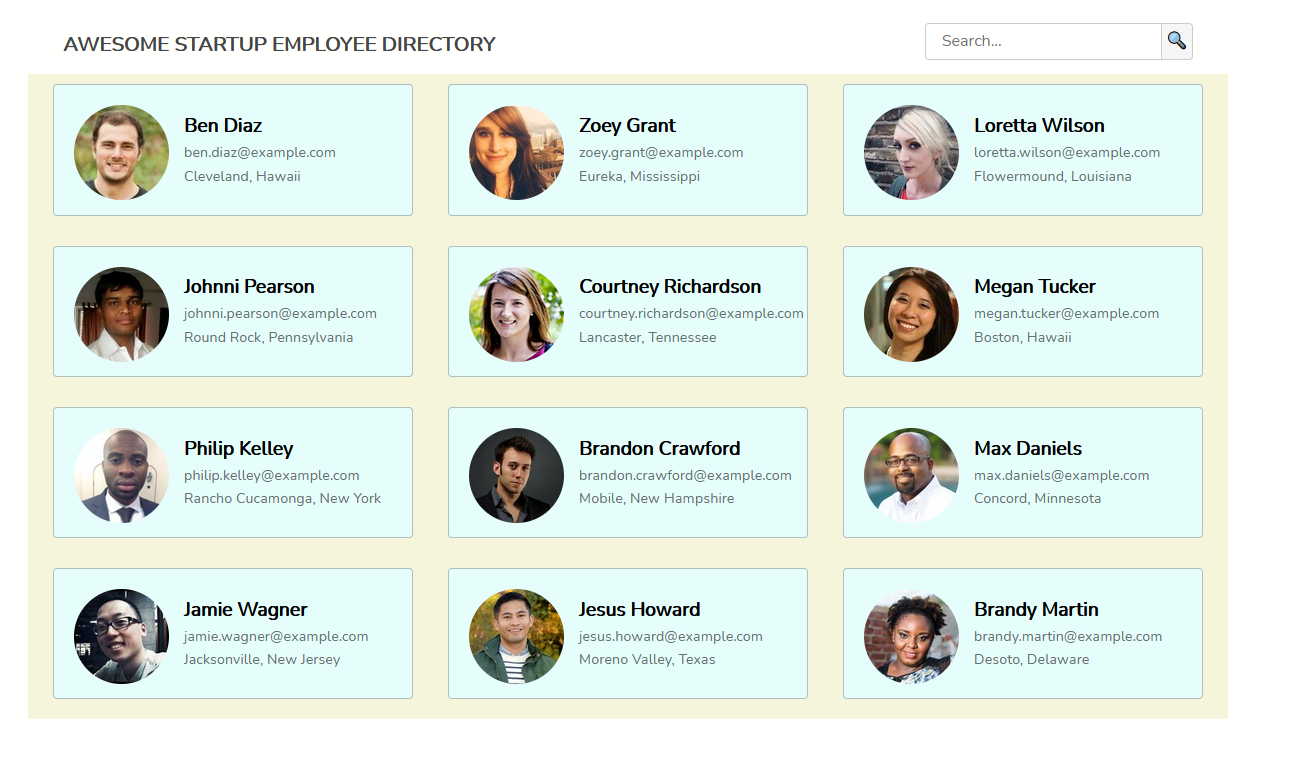 AWESOME STARTUP EMPLOYEE DIRECTORY
Search...
Ben Diaz
ben.diaz@example.com
Cleveland, Hawaii
Zoey Grant
zoey.grant@example.com
Eureka, Mississippi
Loretta Wilson
loretta.wilson@example.com
Flowermound, Louisiana
Johnni Pearson
johnni.pearson@example.com
Round Rock, Pennsylvania
Courtney Richardson
courtney.richardson@example.com
Lancaster, Tennessee
Megan Tucker
megan.tucker@example.com
Boston, Hawaii
Philip Kelley
philip.kelley@example.com
Rancho Cucamonga, New York
Brandon Crawford
brandon.crawford@example.com
Mobile, New Hampshire
Max Daniels
max.daniels@example.com
Concord, Minnesota
Jamie Wagner
jamie.wagner@example.com
Jacksonville, New Jersey
Jesus Howard
jesus.howard@example.com
Moreno Valley, Texas
Brandy Martin
brandy.martin@example.com
Desoto, Delaware